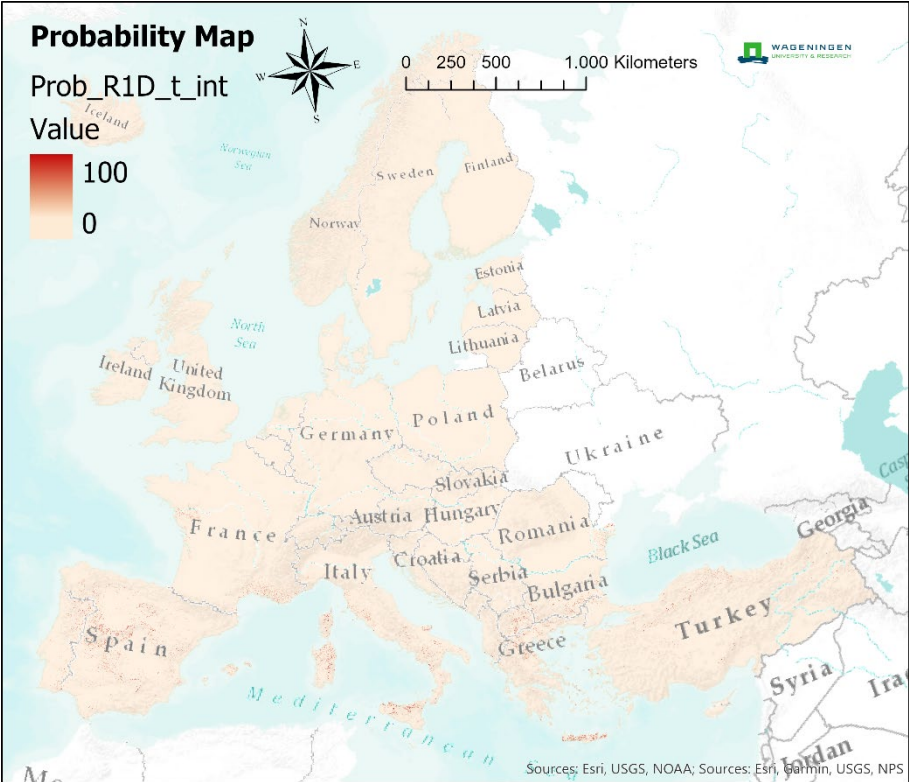 Probability Map
Prob_R1D_t_int
Value
100
0
N
W
E
S
0 250 500 1.000 Kilometers
WAGENINGEN
UNIVERSITY & RESEARCH
Iceland
Norwegian
Sea
Sweden
Finland
Norway
Estonia
North
Sea
Latvia
Lithuania
Ireland
United
Kingdom
Belarus
Germany
Poland
Ukraine
Slovakia
Casp
France
Austria
Hungary
Romania
Georgia
Black Sea
Italy
Croatia
Serbia
Bulgaria
Spain
Greece
Turkey
Mediterranean
Syria
Iraq
Jordan
Sources: Esri, USGS, NOAA; Sources: Esri, Garmin, USGS, NPS